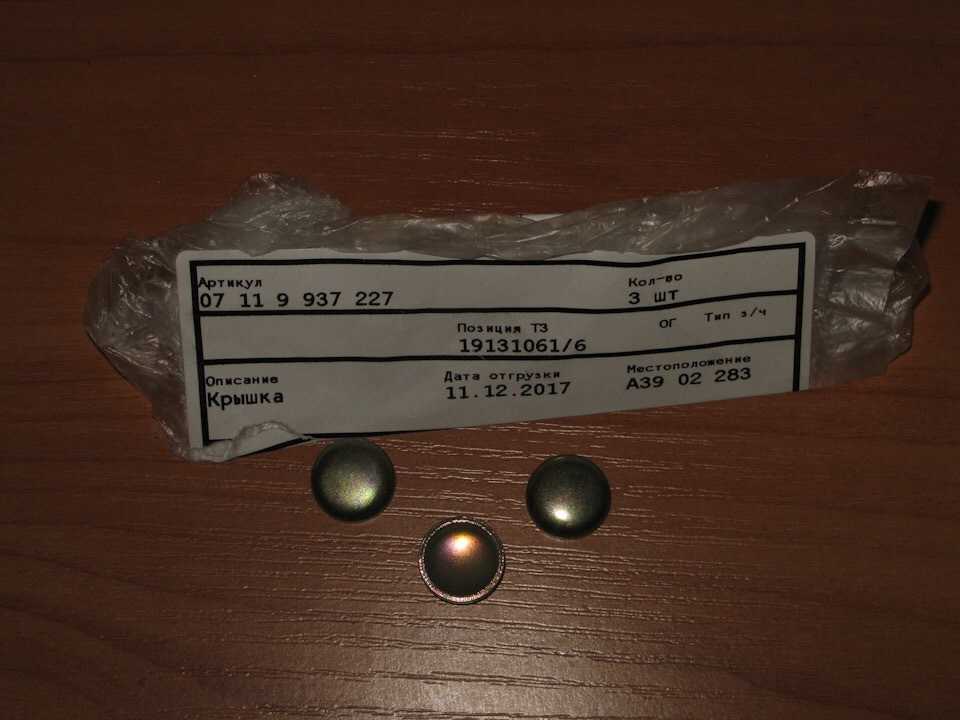 Артикул Кол-во
07 11 9 937 227 3 шт
Позиция ТЗ ОГ Тип з/ч
19131061/6
Описание Дата отгрузки Местоположение
Крышка 11.12.2017 A39 02 283